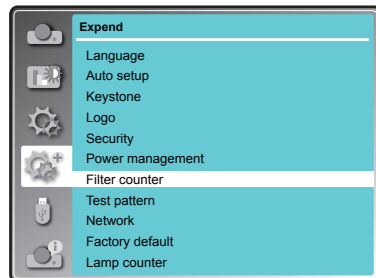 Expend
Language
Auto setup
Keystone
Logo
Security
Power management
Filter counter
Test pattern
Network
Factory default
Lamp counter